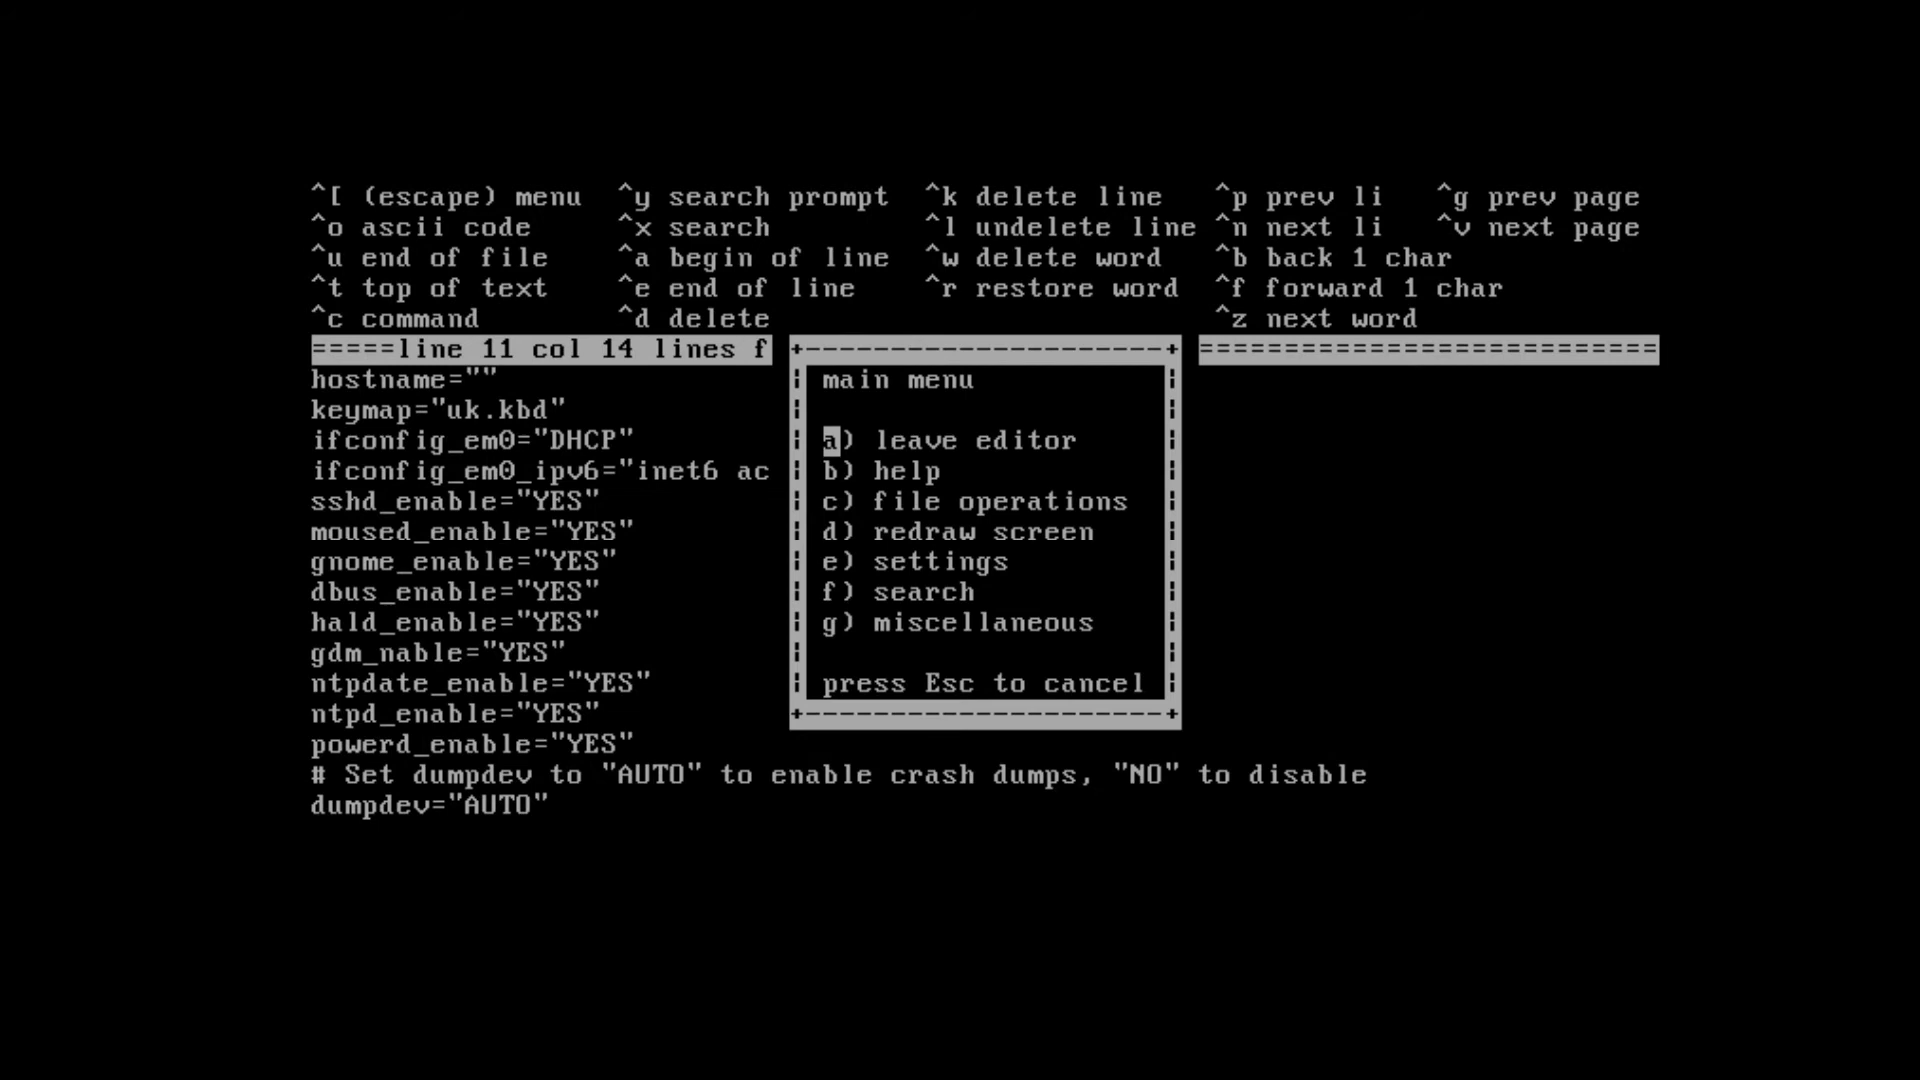 ^[ (escape) menu  ^y search prompt  ^k delete line   ^p prev li   ^g prev page
^o ascii code     ^x search         ^l undelete line ^n next li   ^v next page
^u end of file    ^a begin of line  ^w delete word   ^b back 1 char
^t top of text    ^e end of line    ^r restore word  ^f forward 1 char
^c command        ^d delete                          ^z next word
=====line 11 col 14 lines f +----------------------+ ===========================
hostname=""
keymap="uk.kbd"
ifconfig_em0="DHCP"
ifconfig_em0_ipv6="inet6 ac
sshd_enable="YES"
moused_enable="YES"
gnome_enable="YES"
dbus_enable="YES"
hald_enable="YES"
gdm_nable="YES"
ntpdate_enable="YES"
ntpd_enable="YES"
powerd_enable="YES"
# Set dumpdev to "AUTO" to enable crash dumps, "NO" to disable
dumpdev="AUTO"
main menu
a) leave editor
b) help
c) file operations
d) redraw screen
e) settings
f) search
g) miscellaneous
press Esc to cancel